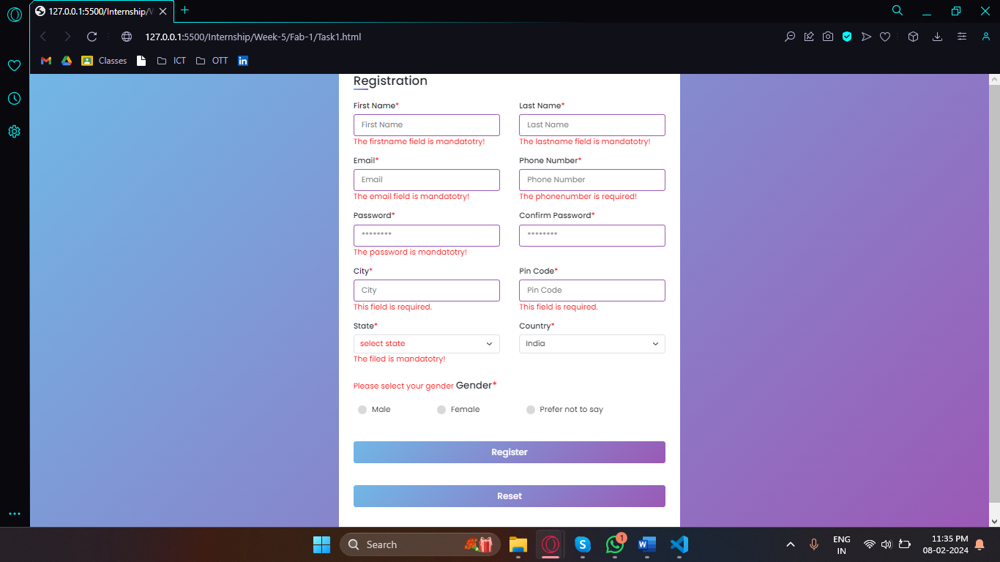 127.0.0.1:5500/Internship/W
127.0.0.1:5500/Internship/Week-5/Fab-1/Task1.html
Classes ICT OTT in
Registration
First Name* Last Name*
First Name Last Name
The firstname field is mandatotry! The lastname field is mandatotry!
Email* Phone Number*
Email Phone Number
The email field is mandatotry! The phonenumber is required!
Password* Confirm Password*
******** ********
The password is mandatotry!
City* Pin Code*
City Pin Code
This field is required. This field is required.
State* Country*
select state India
The filed is mandatotry!
Please select your gender Gender*
Male Female Prefer not to say
Register
Reset
Search S 1 W ENG 11:35 PM
IN 08-02-2024